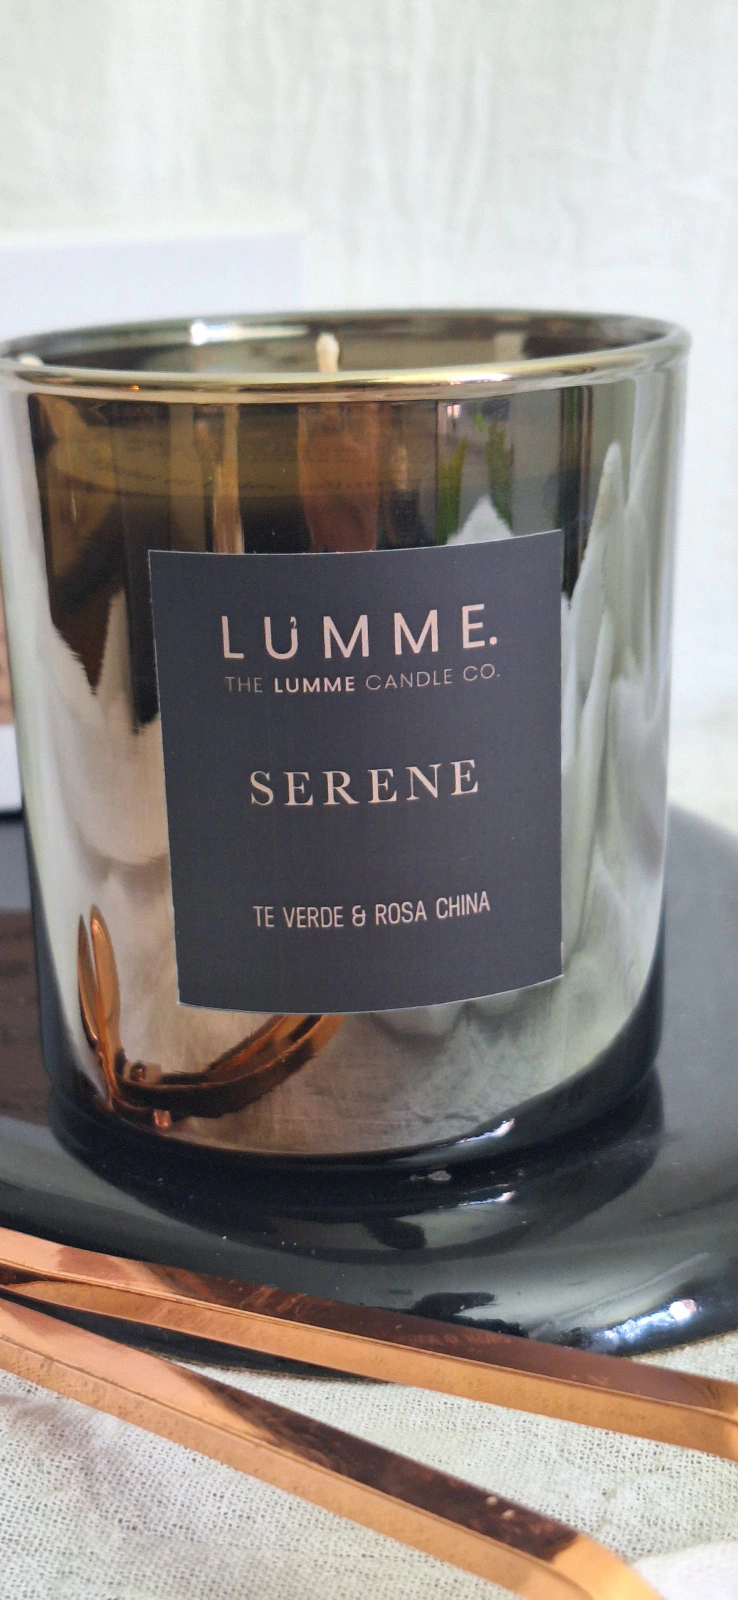 LUMME.
THE LUMME CANDLE CO.
SERENE
TE VERDE & ROSA CHINA